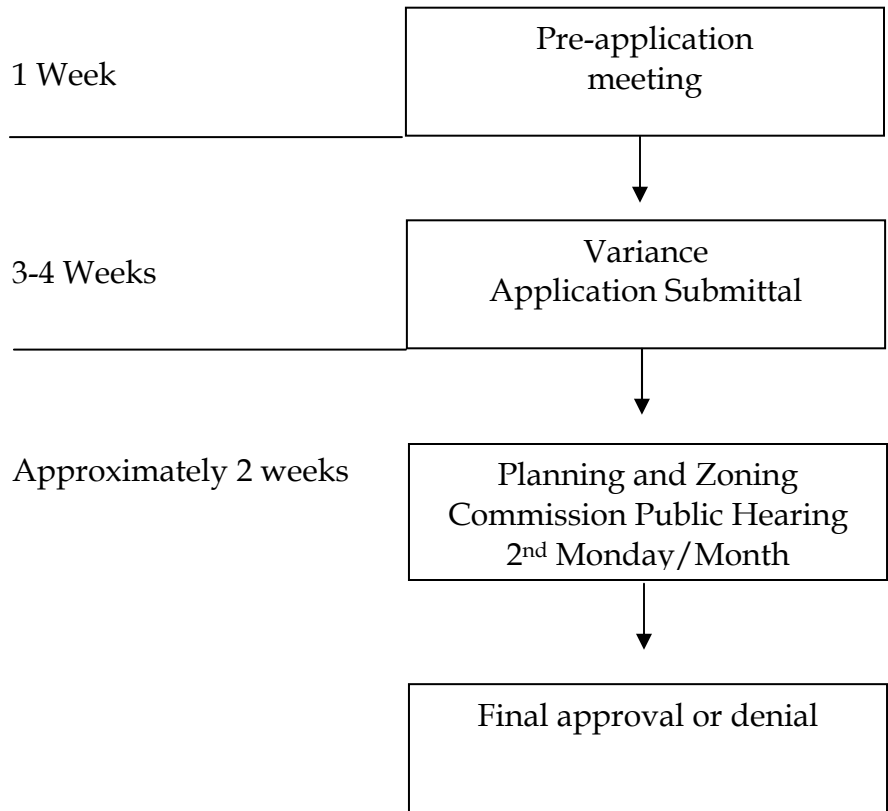 1 Week
Pre-application
meeting
3-4 Weeks
Variance
Application Submittal
Approximately 2 weeks
Planning and Zoning
Commission Public Hearing
2nd Monday/Month
Final approval or denial